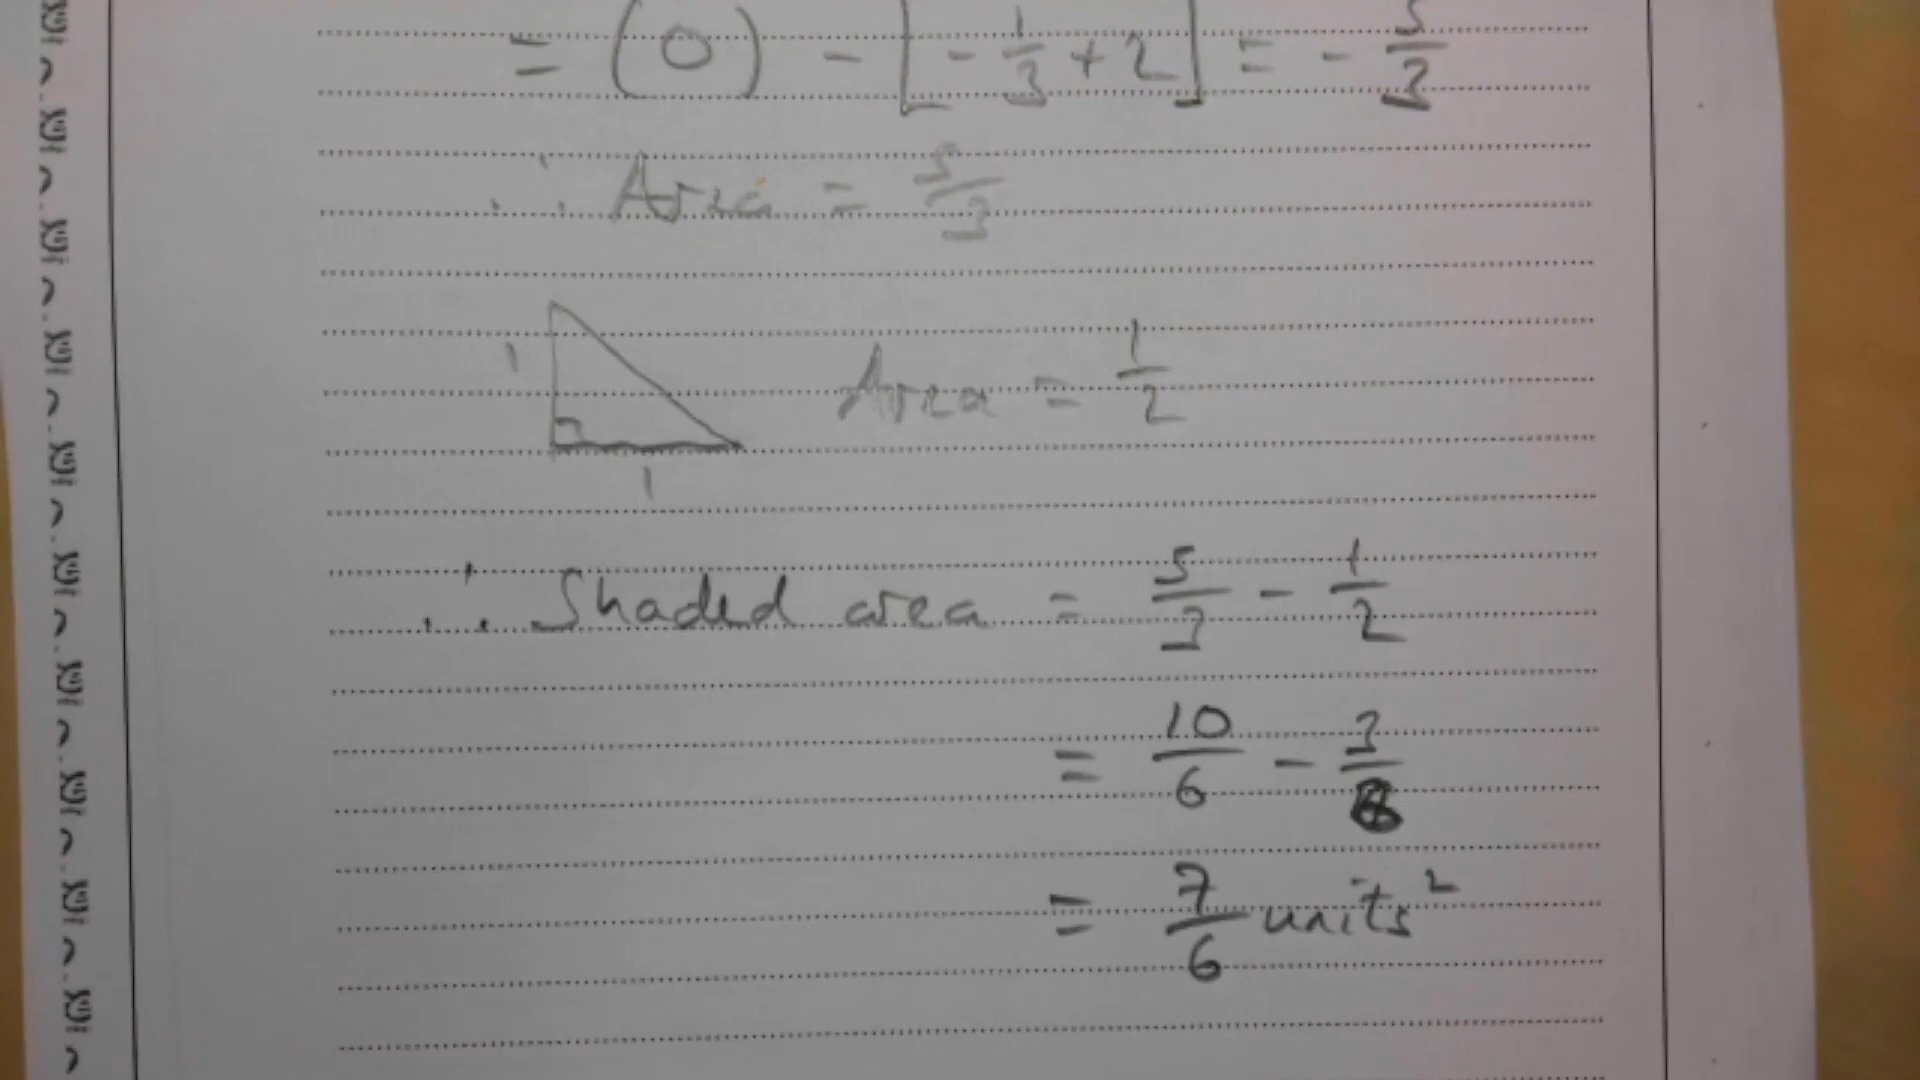 = (0) - [-1/3 + 2] = - 5/3
∴ Area = 5/3
1
Area = 1/2
1
∴ Shaded area = 5/3 - 1/2
= 10/6 - 3/6
= 7/6 units²